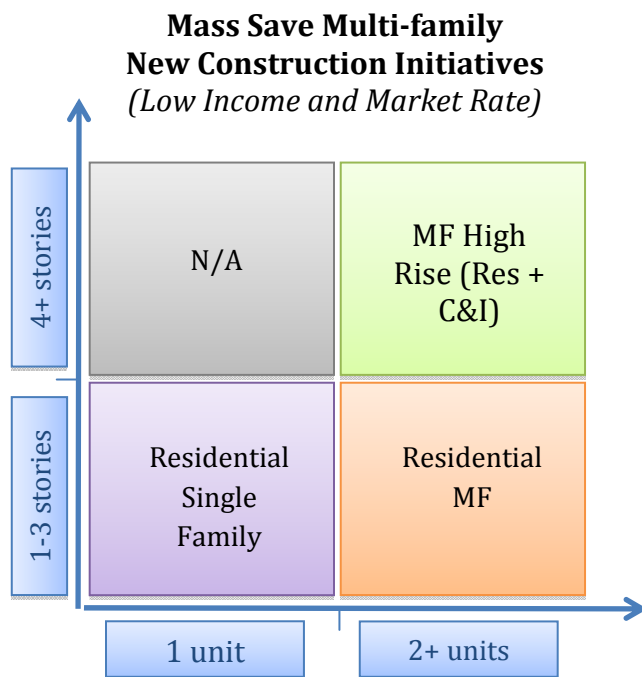 Mass Save Multi-family
New Construction Initiatives
(Low Income and Market Rate)
4+ stories
N/A
MF High
Rise (Res +
C&I)
1-3 stories
Residential
Single
Family
Residential
MF
1 unit
2+ units